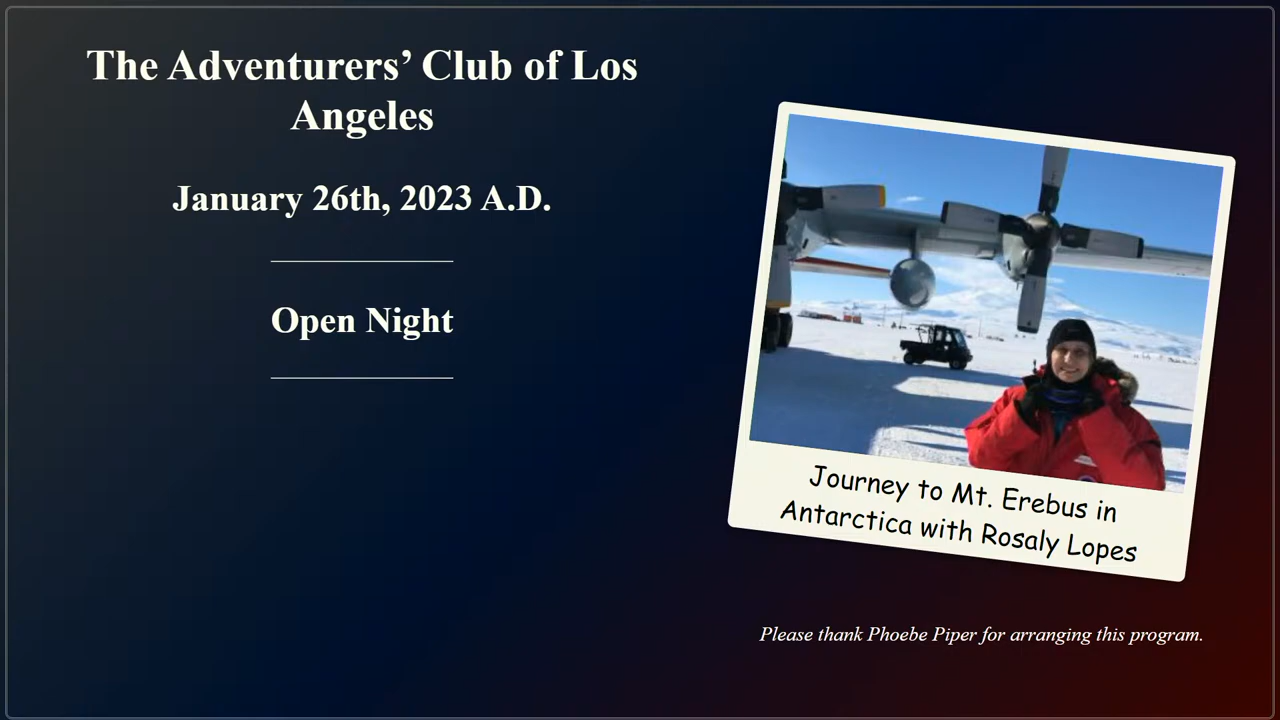 The Adventurers’ Club of Los
Angeles
January 26th, 2023 A.D.
Open Night
Journey to Mt. Erebus in
Antarctica with Rosaly Lopes
Please thank Phoebe Piper for arranging this program.